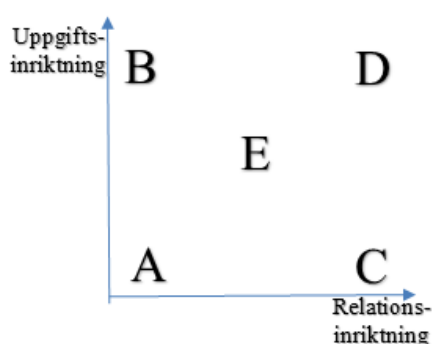 Uppgifts-
inriktning
B D
E
A C
Relations-
inriktning